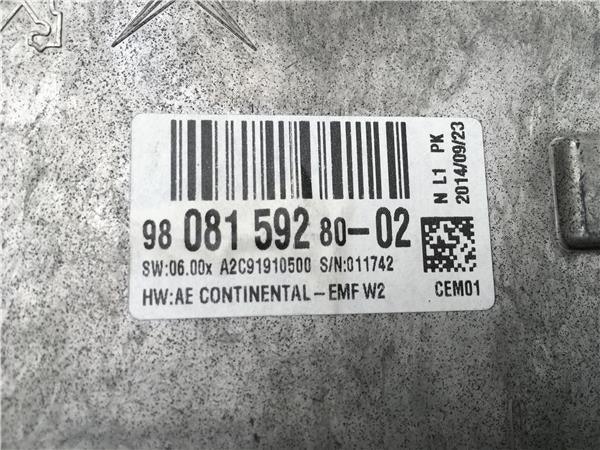 98 081 592 80-02
SW:06.00x A2C91910500 S/N:011742
HW:AE CONTINENTAL-EMF W2
N L1 PK
2014/09/23
CEM01